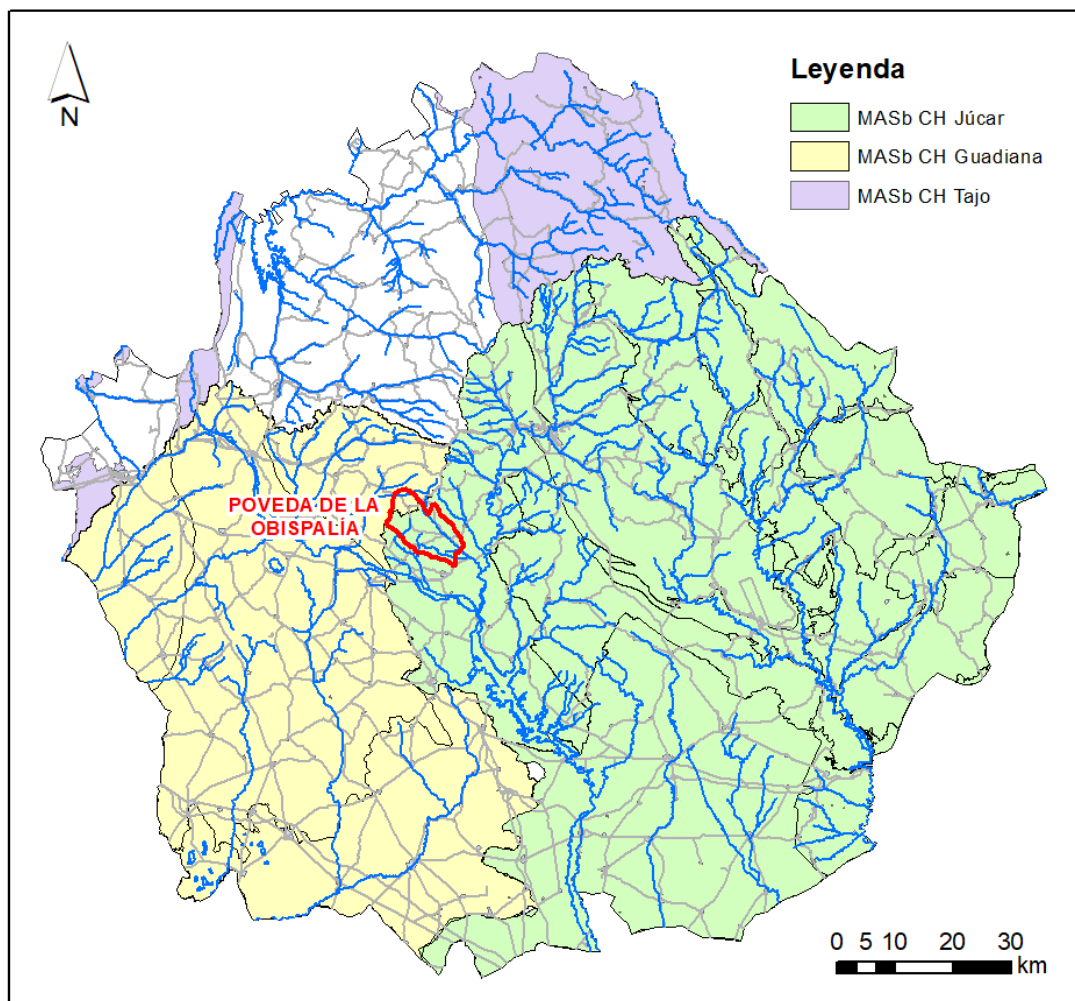 N
Leyenda
MASb CH Júcar
MASb CH Guadiana
MASb CH Tajo
POVEDA DE LA
OBISPALÍA
0 5 10 20 30
km